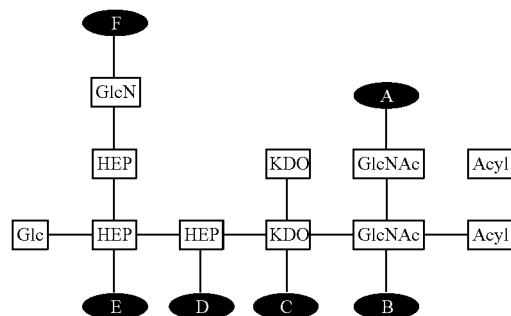 F
GlcN
A
HEP KDO GlcNAc Acyl
Glc HEP HEP KDO GlcNAc Acyl
E D C B